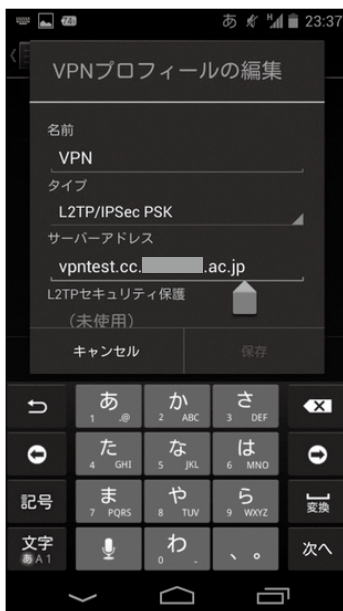 あ H 23:37
VPNプロフィールの編集
名前
VPN
タイプ
L2TP/IPSec PSK
サーバーアドレス
vpntest.cc. .ac.jp
L2TPセキュリティ保護
(未使用)
キャンセル 保存
あ か さ
1 .@ 2 ABC 3 DEF
た な は
4 GHI 5 JKL 6 MNO
記号 ま や ら 変換
7 PQRS 8 TUV 9 WXYZ
文字 わ 、。 次へ
あA1 0 -